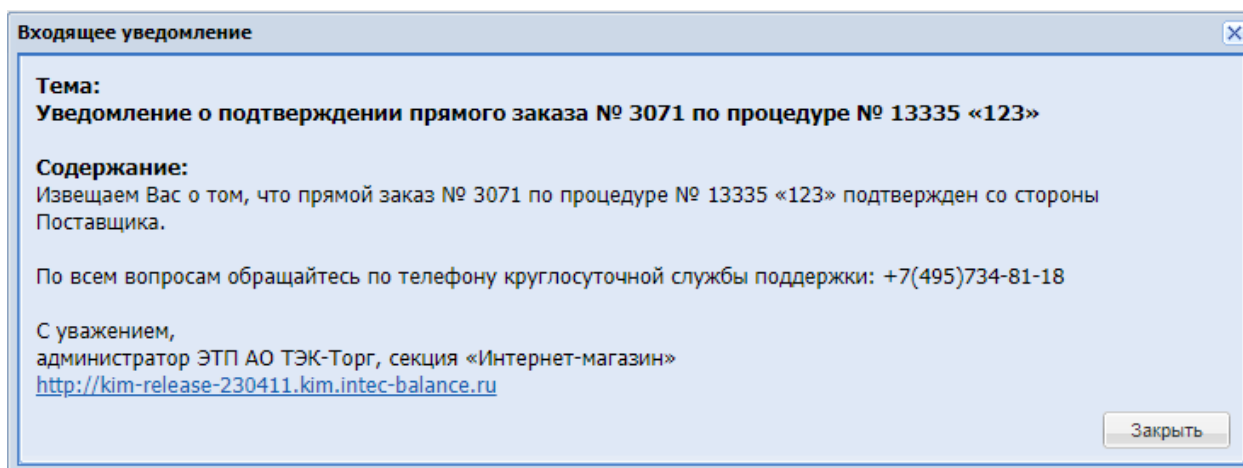 Входящее уведомление
Тема:
Уведомление о подтверждении прямого заказа № 3071 по процедуре № 13335 «123»
Содержание:
Извещаем Вас о том, что прямой заказ № 3071 по процедуре № 13335 «123» подтвержден со стороны
Поставщика.
По всем вопросам обращайтесь по телефону круглосуточной службы поддержки: +7(495)734-81-18
С уважением,
администратор ЭТП АО ТЭК-Торг, секция «Интернет-магазин»
http://kim-release-230411.kim.intec-balance.ru
Закрыть